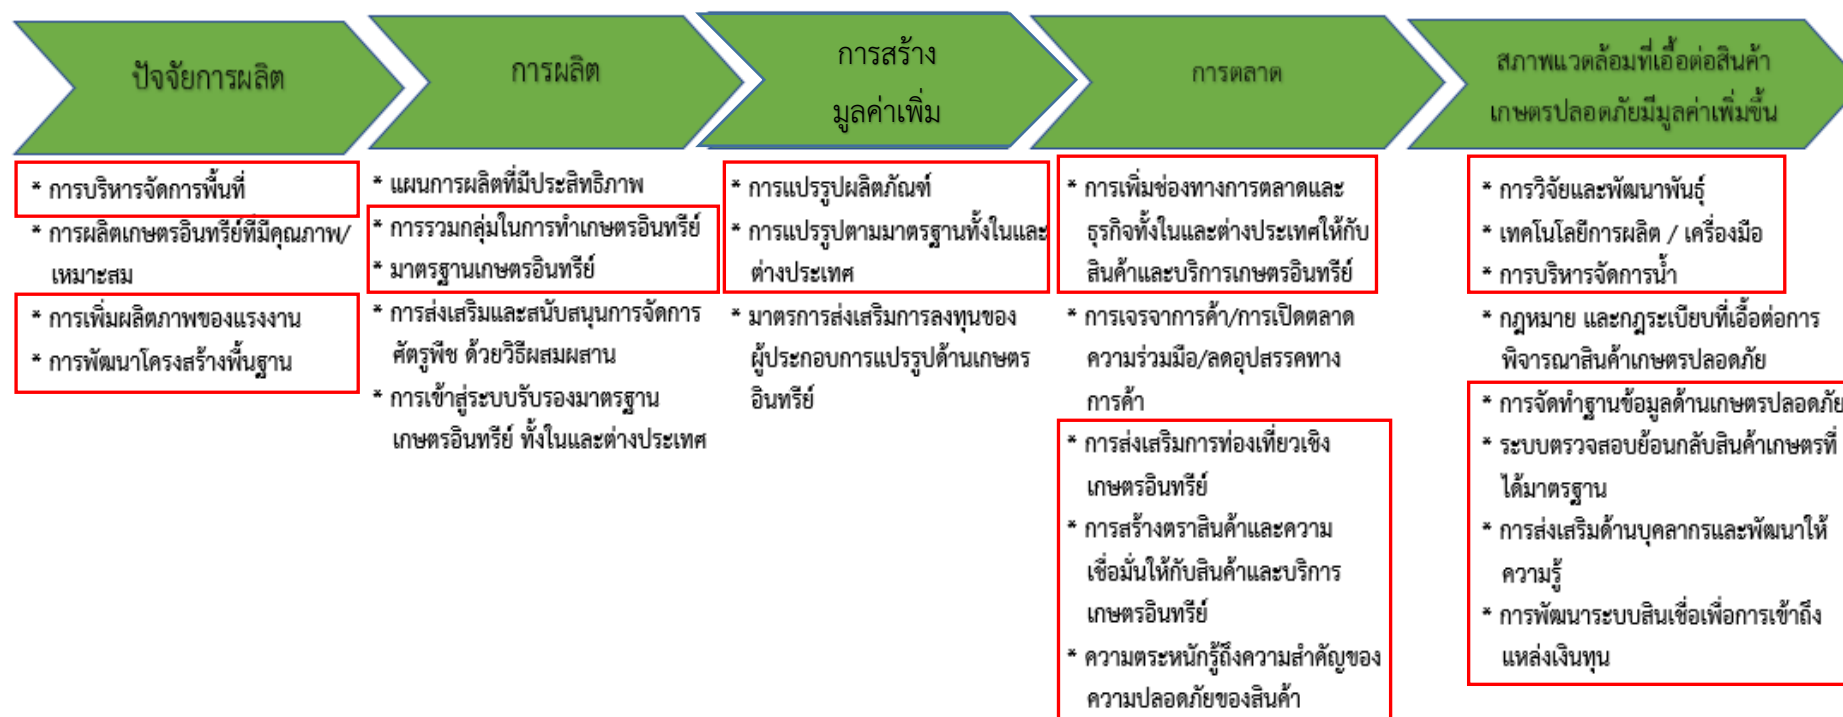 ปัจจัยการผลิต
* การบริหารจัดการพื้นที่
* การผลิตเกษตรอินทรีย์ที่มีคุณภาพ/
เหมาะสม
* การเพิ่มผลิตภาพของแรงงาน
* การพัฒนาโครงสร้างพื้นฐาน
การผลิต
* แผนการผลิตที่มีประสิทธิภาพ
* การรวมกลุ่มในการทำเกษตรอินทรีย์
* มาตรฐานเกษตรอินทรีย์
* การส่งเสริมและสนับสนุนการจัดการ
ศัตรูพืช ด้วยวิธีผสมผสาน
* การเข้าสู่ระบบรับรองมาตรฐาน
เกษตรอินทรีย์ ทั้งในและต่างประเทศ
การสร้าง
มูลค่าเพิ่ม
* การแปรรูปผลิตภัณฑ์
* การแปรรูปตามมาตรฐานทั้งในและ
ต่างประเทศ
* มาตรการส่งเสริมการลงทุนของ
ผู้ประกอบการแปรรูปด้านเกษตร
อินทรีย์
การตลาด
* การเพิ่มช่องทางการตลาดและ
ธุรกิจทั้งในและต่างประเทศให้กับ
สินค้าและบริการเกษตรอินทรีย์
* การเจรจาการค้า/การเปิดตลาด
ความร่วมมือ/ลดอุปสรรคทาง
การค้า
* การส่งเสริมการท่องเที่ยวเชิง
เกษตรอินทรีย์
* การสร้างตราสินค้าและความ
เชื่อมั่นให้กับสินค้าและบริการ
เกษตรอินทรีย์
* ความตระหนักรู้ถึงความสำคัญของ
ความปลอดภัยของสินค้า
สภาพแวดล้อมที่เอื้อต่อสินค้า
เกษตรปลอดภัยมีมูลค่าเพิ่มขึ้น
* การวิจัยและพัฒนาพันธุ์
* เทคโนโลยีการผลิต / เครื่องมือ
* การบริหารจัดการน้ำ
* กฎหมาย และกฎระเบียบที่เอื้อต่อการ
พิจารณาสินค้าเกษตรปลอดภัย
* การจัดทำฐานข้อมูลด้านเกษตรปลอดภัย
* ระบบตรวจสอบย้อนกลับสินค้าเกษตรที่
ได้มาตรฐาน
* การส่งเสริมด้านบุคลากรและพัฒนาให้
ความรู้
* การพัฒนาระบบสินเชื่อเพื่อการเข้าถึง
แหล่งเงินทุน